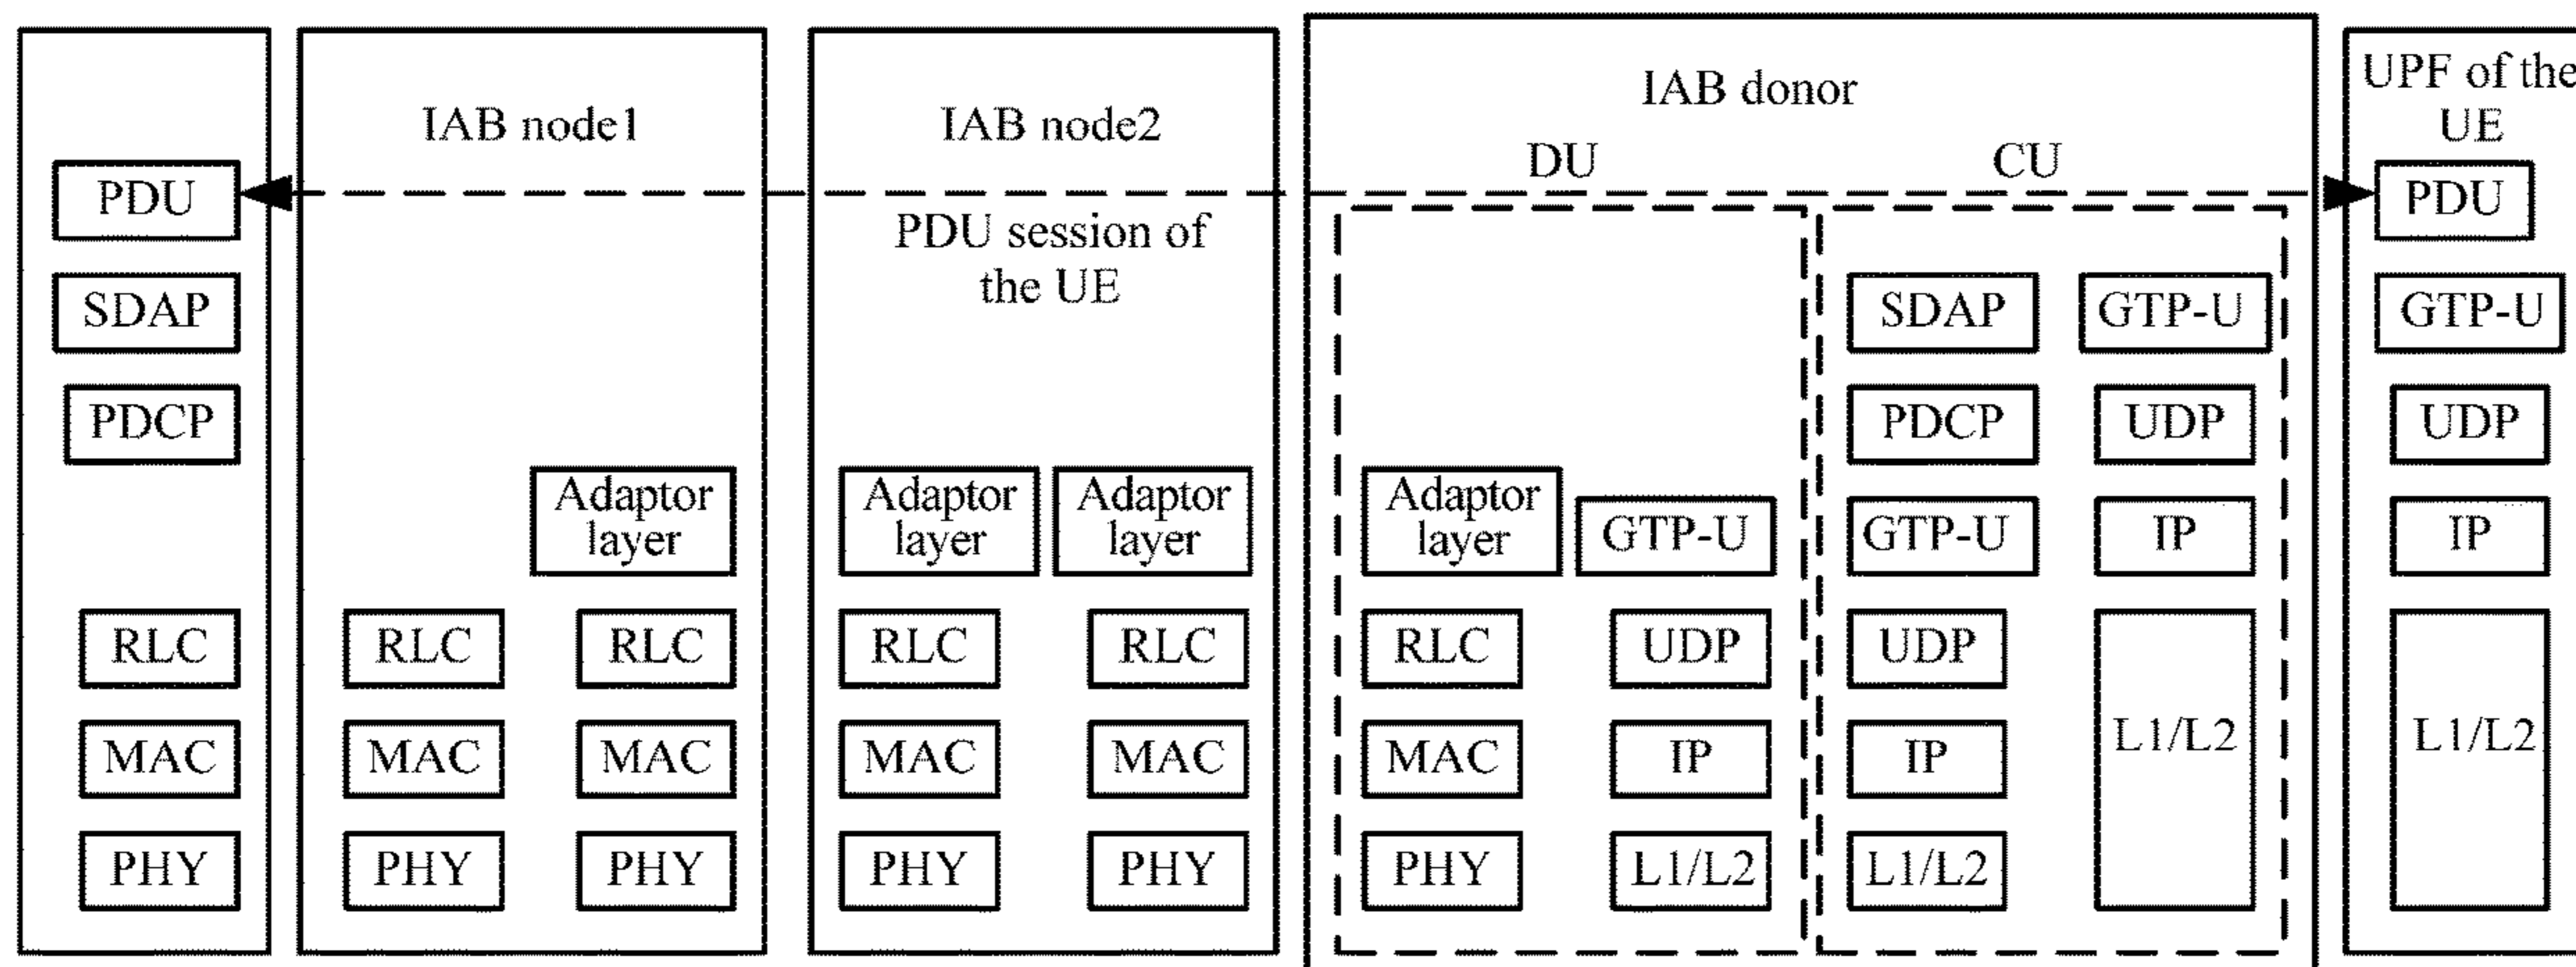 PDU
SDAP
PDCP
RLC
MAC
PHY
IAB node1
RLC
MAC
PHY
Adaptor
layer
RLC
MAC
PHY
IAB node2
PDU session of
the UE
Adaptor
layer
RLC
MAC
PHY
Adaptor
layer
RLC
MAC
PHY
IAB donor
DU
Adaptor
layer
RLC
MAC
PHY
GTP-U
UDP
IP
L1/L2
CU
SDAP
PDCP
GTP-U
UDP
IP
L1/L2
GTP-U
UDP
IP
L1/L2
UPF of the
UE
PDU
GTP-U
UDP
IP
L1/L2